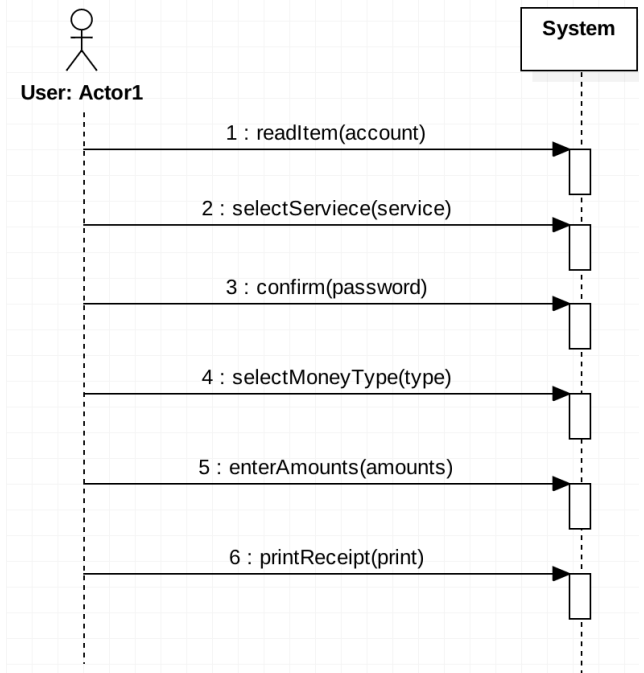 System
User: Actor1
1 : readItem(account)
2 : selectServiece(service)
3 : confirm(password)
4 : selectMoneyType(type)
5 : enterAmounts(amounts)
6 : printReceipt(print)